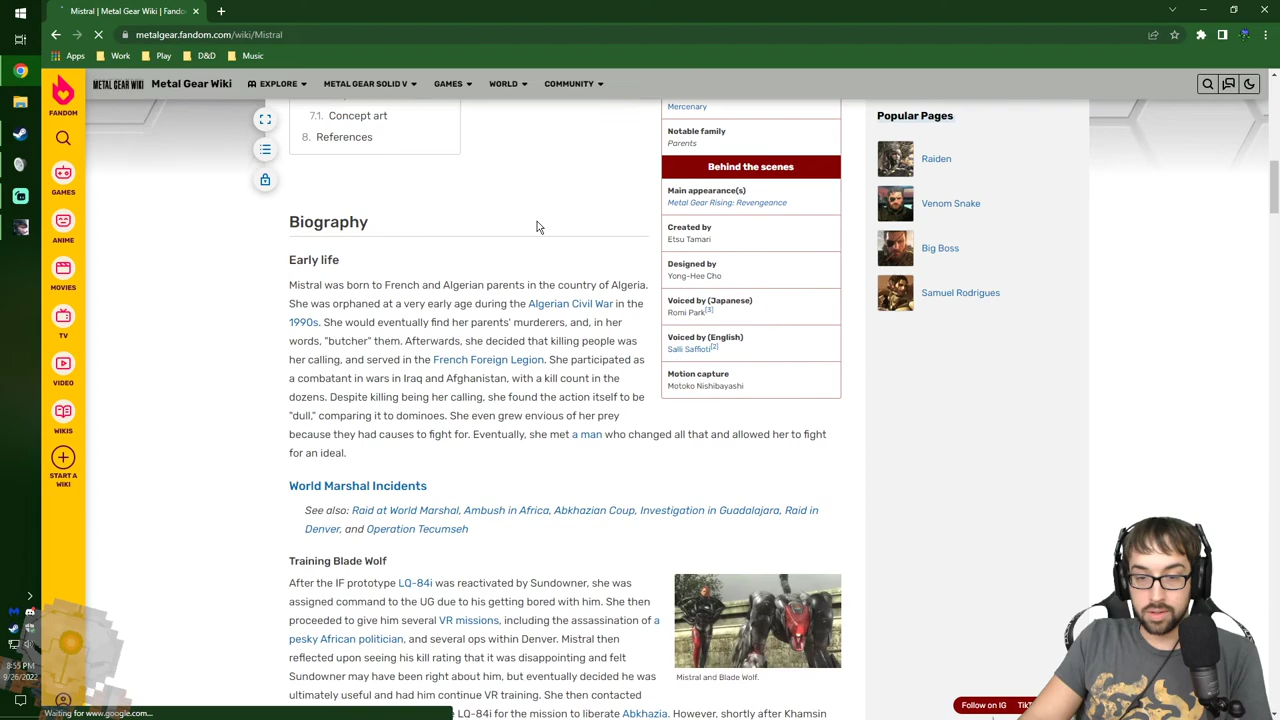 Mistral | Metal Gear Wiki | Fandom
metalgear.fandom.com/wiki/Mistral
Apps Work Play D&D Music
FANDOM
METAL GEAR WIKI Metal Gear Wiki EXPLORE METAL GEAR SOLID V GAMES WORLD COMMUNITY
GAMES
ANIME
MOVIES
TV
VIDEO
WIKIS
START A
WIKI
7.1. Concept art
8. References
Biography
Early life
Mistral was born to French and Algerian parents in the country of Algeria.
She was orphaned at a very early age during the Algerian Civil War in the
1990s. She would eventually find her parents' murderers, and, in her
words, "butcher" them. Afterwards, she decided that killing people was
her calling, and served in the French Foreign Legion. She participated as
a combatant in wars in Iraq and Afghanistan, with a kill count in the
dozens. Despite killing being her calling, she found the action itself to be
"dull," comparing it to dominoes. She even grew envious of her prey
because they had causes to fight for. Eventually, she met a man who changed all that and allowed her to fight
for an ideal.
World Marshal Incidents
See also: Raid at World Marshal, Ambush in Africa, Abkhazian Coup, Investigation in Guadalajara, Raid in
Denver, and Operation Tecumseh
Training Blade Wolf
After the IF prototype LQ-84i was reactivated by Sundowner, she was
assigned command to the UG due to his getting bored with him. She then
proceeded to give him several VR missions, including the assassination of a
pesky African politician, and several ops within Denver. Mistral then
reflected upon seeing his kill rating that it was disappointing and felt
Sundowner may have been right about him, but eventually decided he was
ultimately useful and had him continue VR training. She then contacted
LQ-84i for the mission to liberate Abkhazia. However, shortly after Khamsin
Mistral and Blade Wolf.
Mercenary
Notable family
Parents
Behind the scenes
Main appearance(s)
Metal Gear Rising: Revengeance
Created by
Etsu Tamari
Designed by
Yong-Hee Cho
Voiced by (Japanese)
Romi Park[3]
Voiced by (English)
Salli Saffioti[2]
Motion capture
Motoko Nishibayashi
Popular Pages
Raiden
Venom Snake
Big Boss
Samuel Rodrigues
Follow on IG TikT
8:55 PM
9/26/2022
Waiting for www.google.com...